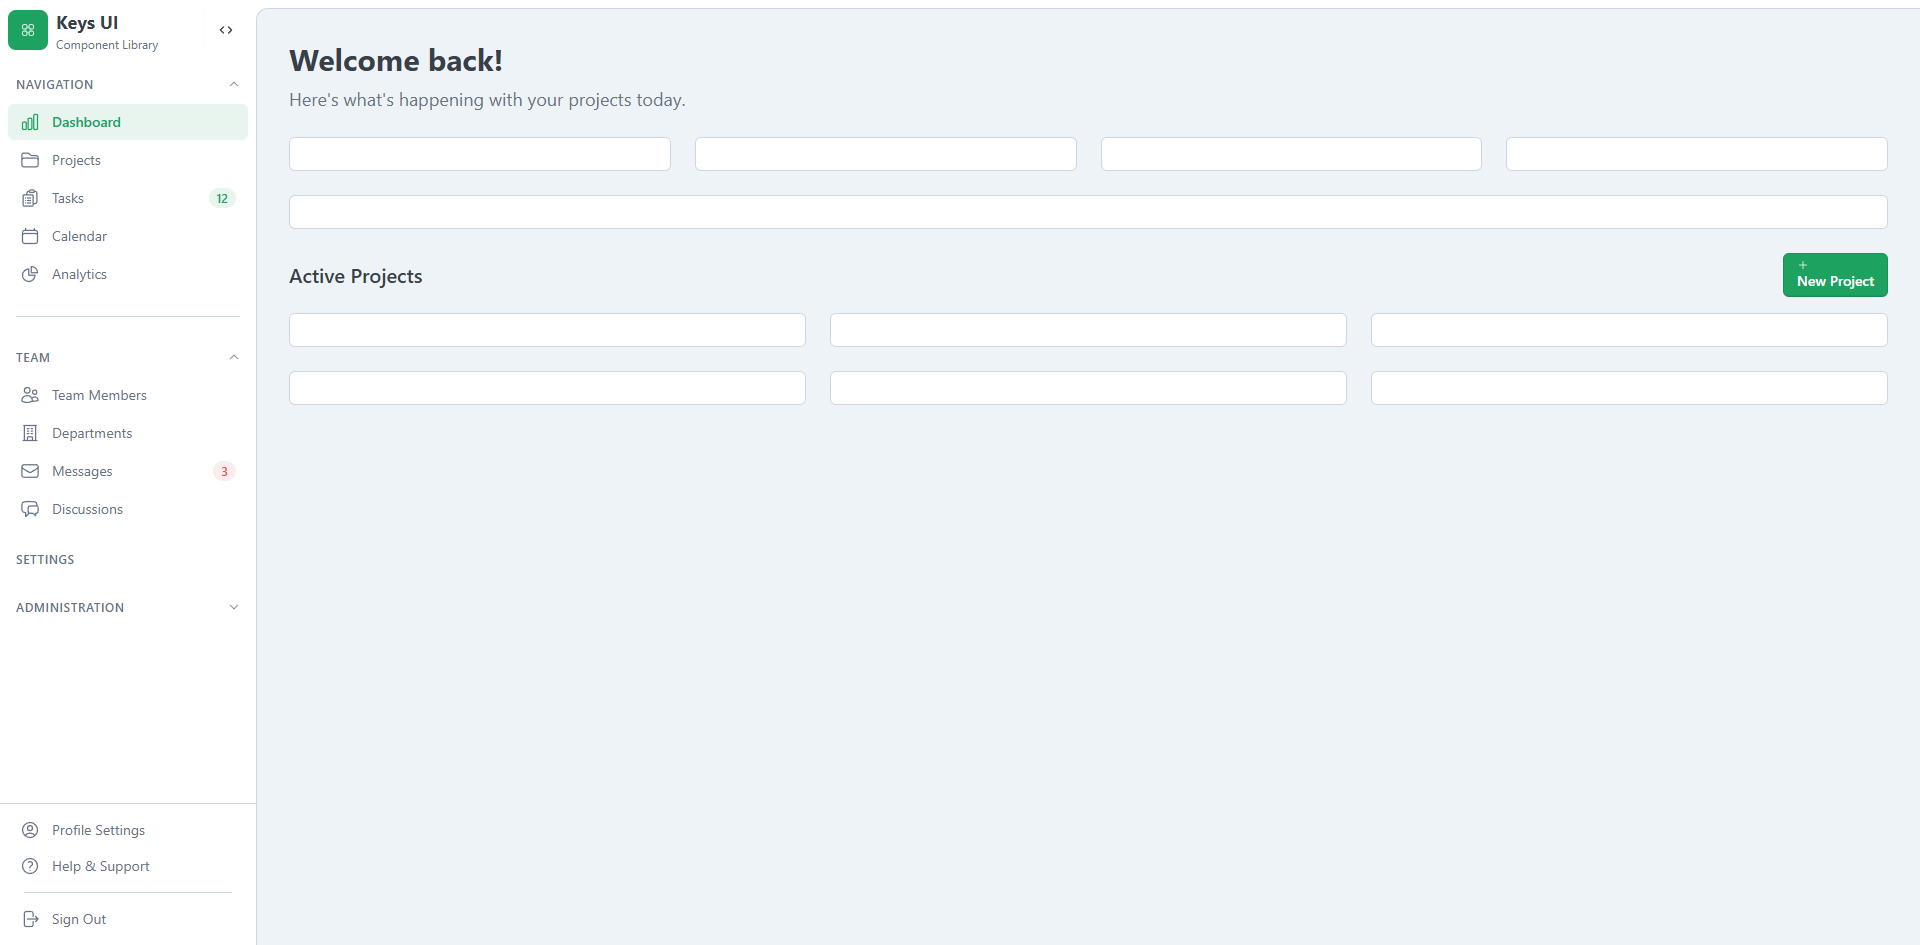 Keys UI
Component Library
NAVIGATION
Dashboard
Projects
Tasks 12
Calendar
Analytics
TEAM
Team Members
Departments
Messages 3
Discussions
SETTINGS
ADMINISTRATION
Profile Settings
Help & Support
Sign Out
Welcome back!
Here's what's happening with your projects today.
Active Projects
New Project